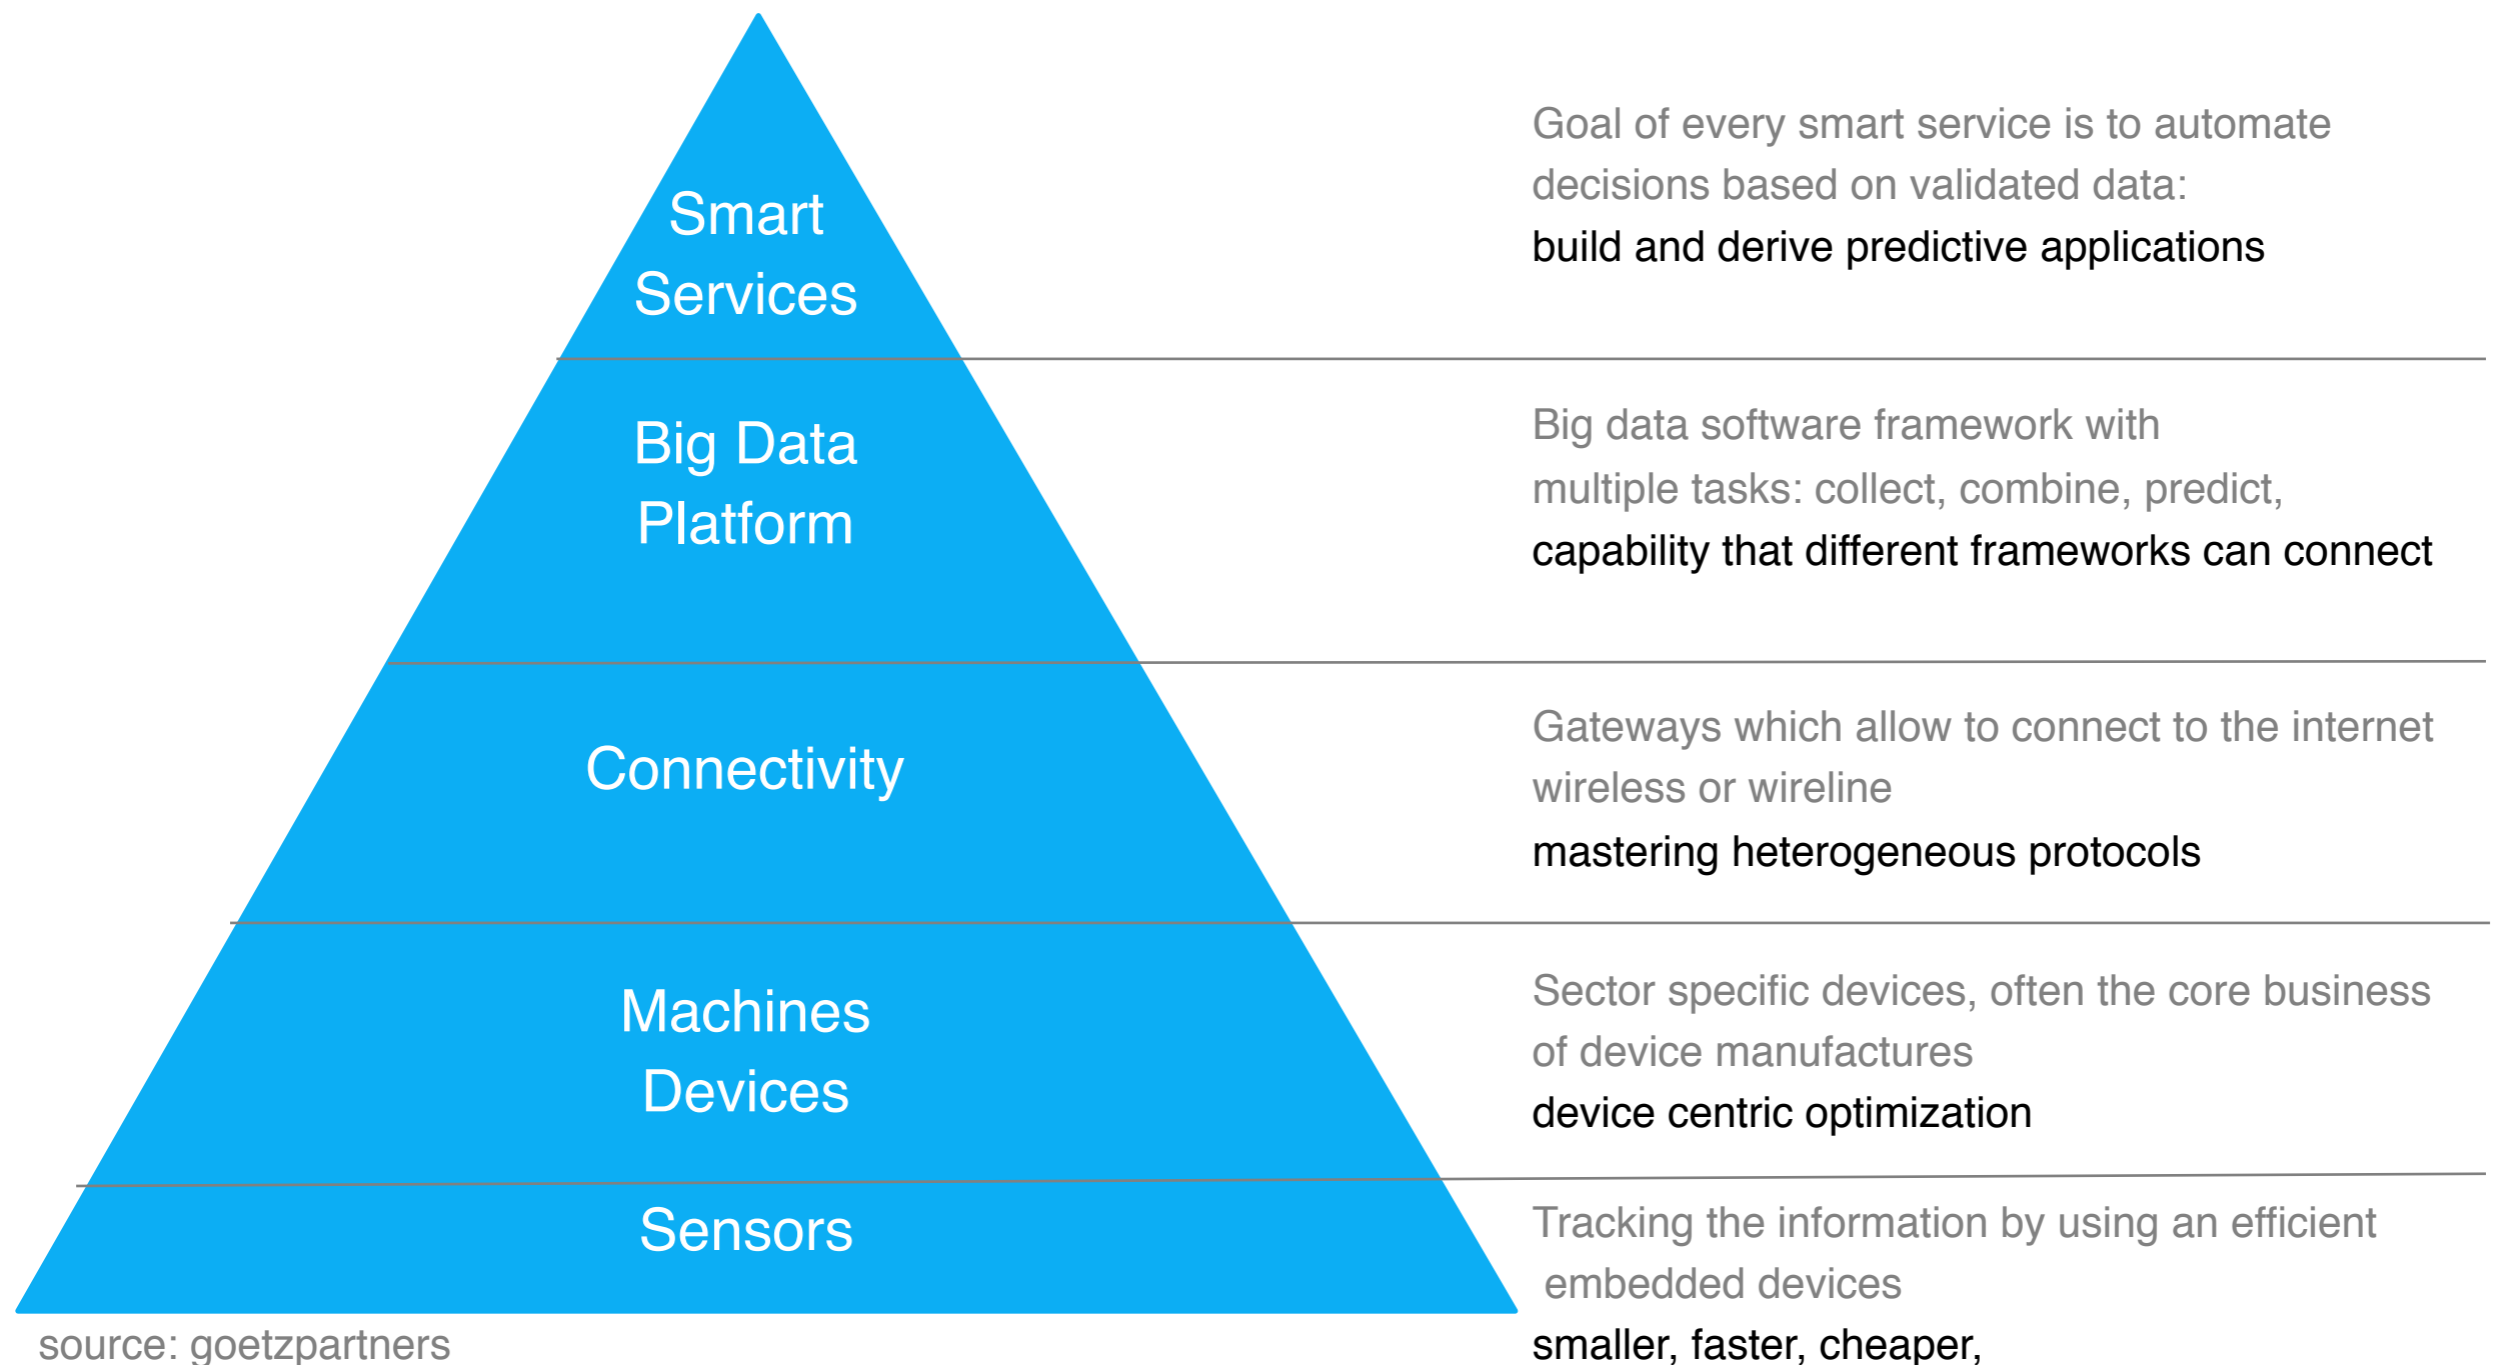 Smart
Services
Goal of every smart service is to automate
decisions based on validated data:
build and derive predictive applications
Big Data
Platform
Big data software framework with
multiple tasks: collect, combine, predict,
capability that different frameworks can connect
Connectivity
Gateways which allow to connect to the internet
wireless or wireline
mastering heterogeneous protocols
Machines
Devices
Sector specific devices, often the core business
of device manufactures
device centric optimization
Sensors
Tracking the information by using an efficient
embedded devices
smaller, faster, cheaper,
source: goetzpartners